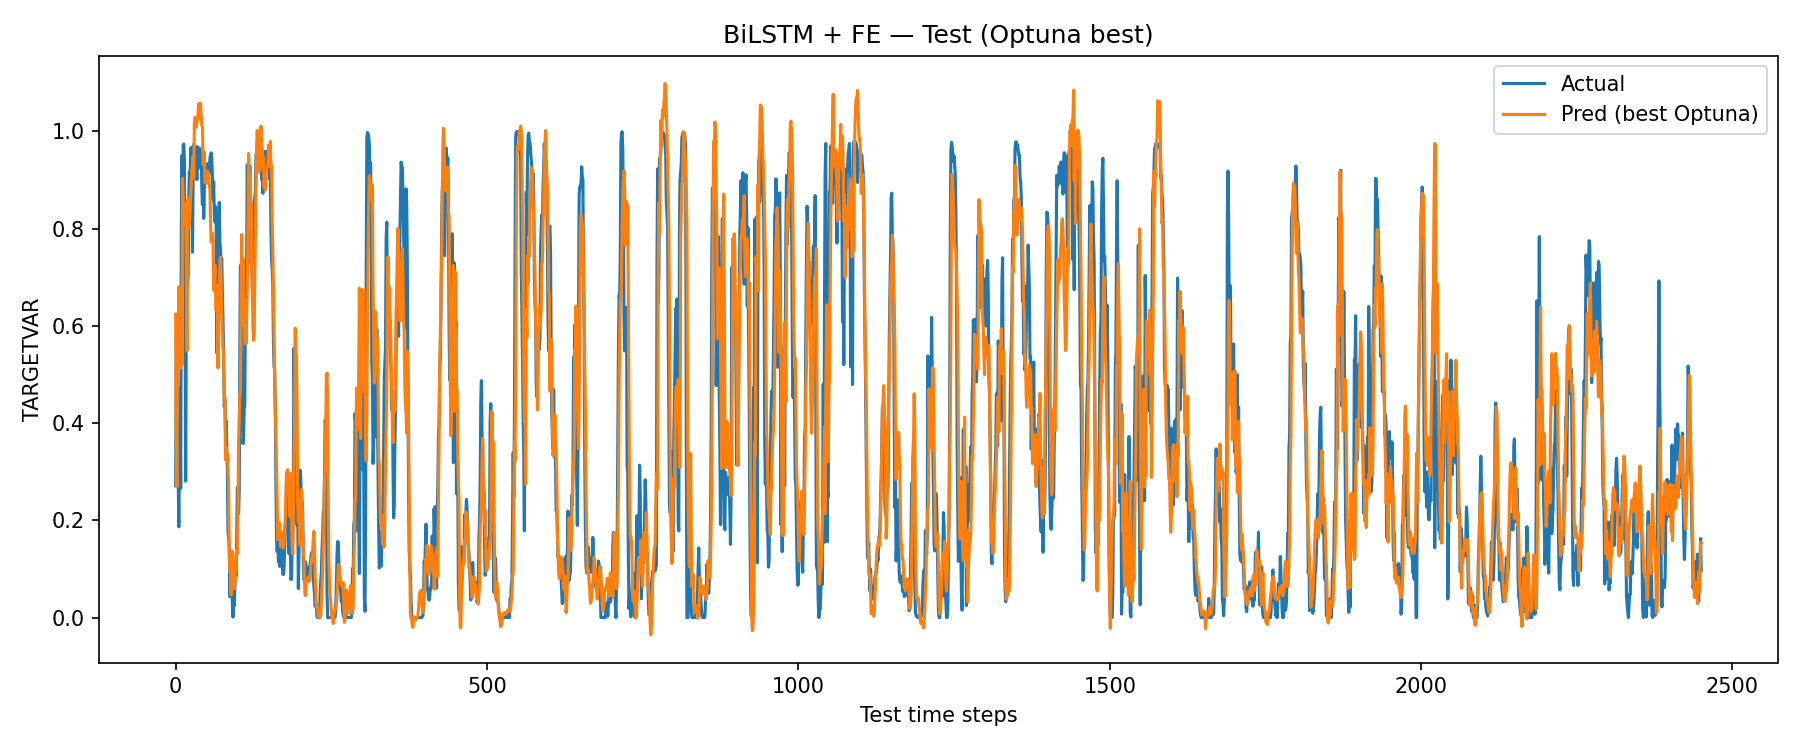 BiLSTM + FE — Test (Optuna best)
Actual
Pred (best Optuna)
TARGETVAR
1.0
0.8
0.6
0.4
0.2
0.0
0 500 1000 1500 2000 2500
Test time steps